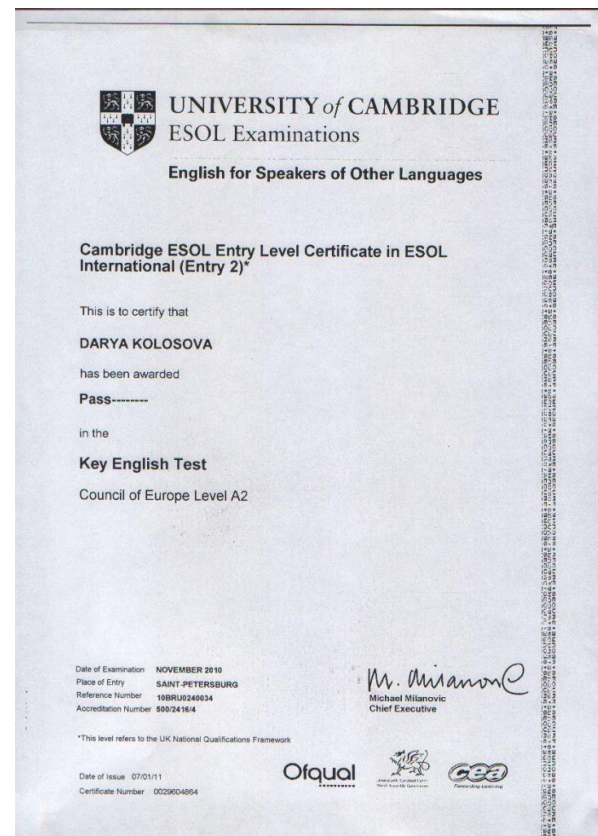 UNIVERSITY of CAMBRIDGE
ESOL Examinations
English for Speakers of Other Languages
Cambridge ESOL Entry Level Certificate in ESOL
International (Entry 2)*
This is to certify that
DARYA KOLOSOVA
has been awarded
Pass--------
in the
Key English Test
Council of Europe Level A2
Date of Examination NOVEMBER 2010
Place of Entry SAINT-PETERSBURG
Reference Number 10BRU0240034
Accreditation Number 500/2416/4
M. Milanovic
Michael Milanovic
Chief Executive
*This level refers to the UK National Qualifications Framework
Date of Issue 07/01/11
Certificate Number 0029604864
Ofqual
cea
Rewarding Learning